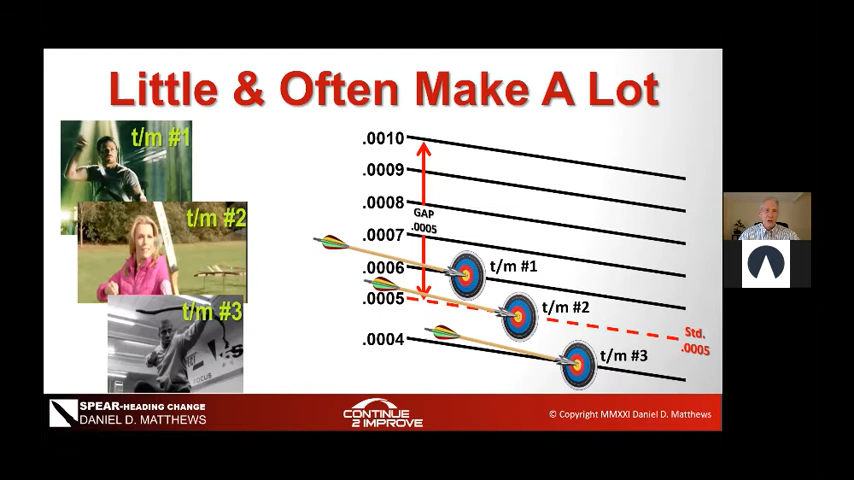 Little & Often Make A Lot
t/m #1
t/m #2
t/m #3
.0010
.0009
.0008
GAP
.0005
.0007
.0006
t/m #1
.0005
t/m #2
Std.
.0005
.0004
t/m #3
SPEAR-HEADING CHANGE
DANIEL D. MATTHEWS
CONTINUE
2 IMPROVE
© Copyright MMXXI Daniel D. Matthews